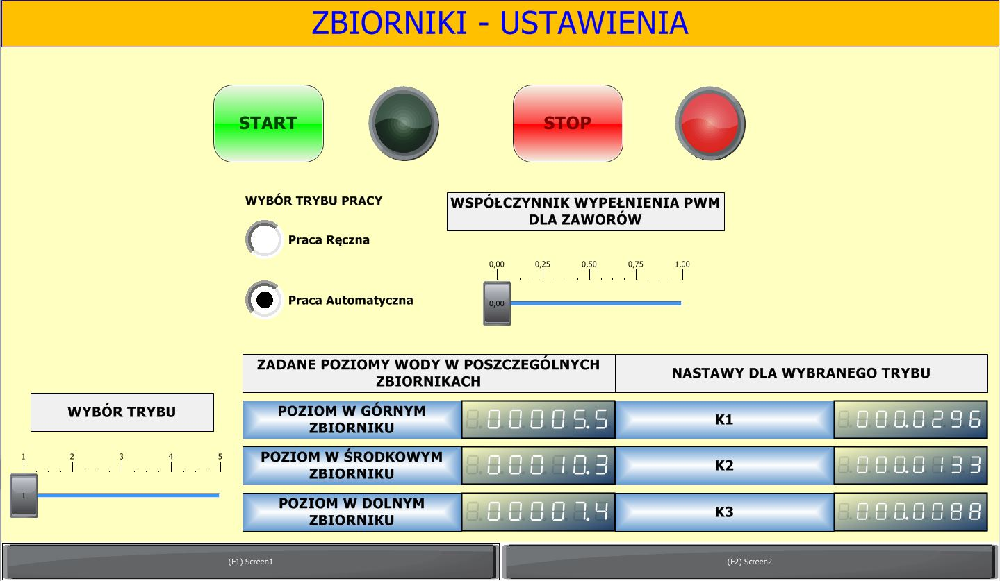 ZBIORNIKI - USTAWIENIA
START
STOP
WYBÓR TRYBU PRACY
Praca Ręczna
Praca Automatyczna
WSPÓŁCZYNNIK WYPEŁNIENIA PWM
DLA ZAWORÓW
0,00 0,25 0,50 0,75 1,00
0,00
WYBÓR TRYBU
1 2 3 4 5
1
ZADANE POZIOMY WODY W POSZCZEGÓLNYCH
ZBIORNIKACH
NASTAWY DLA WYBRANEGO TRYBU
POZIOM W GÓRNYM
ZBIORNIKU
00005.5
K1
000.0296
POZIOM W ŚRODKOWYM
ZBIORNIKU
00010.3
K2
000.0133
POZIOM W DOLNYM
ZBIORNIKU
00007.4
K3
000.0088
(F1) Screen1
(F2) Screen2